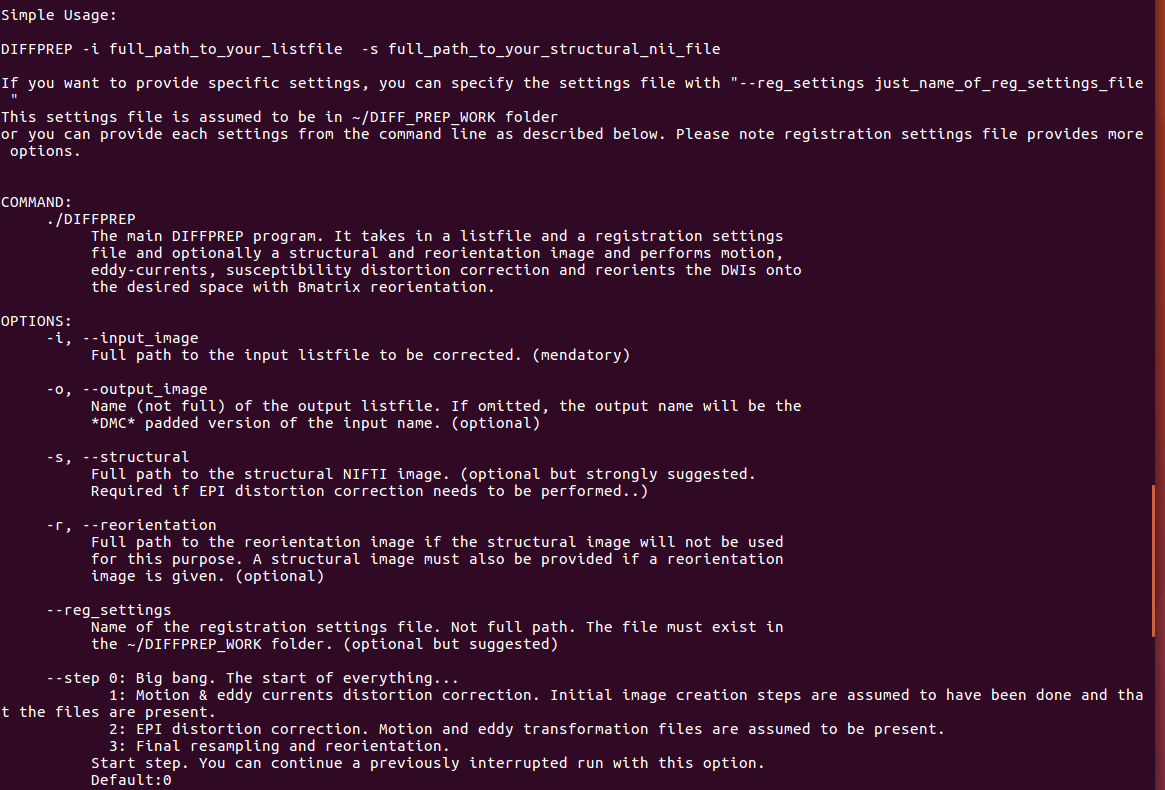 Simple Usage:
DIFFPREP -i full_path_to_your_listfile  -s full_path_to_your_structural_nii_file
If you want to provide specific settings, you can specify the settings file with "--reg_settings just_name_of_reg_settings_file
"
This settings file is assumed to be in ~/DIFF_PREP_WORK folder
or you can provide each settings from the command line as described below. Please note registration settings file provides more
options.
COMMAND:
./DIFFPREP
The main DIFFPREP program. It takes in a listfile and a registration settings
file and optionally a structural and reorientation image and performs motion,
eddy-currents, susceptibility distortion correction and reorients the DWIs onto
the desired space with Bmatrix reorientation.
OPTIONS:
-i, --input_image
Full path to the input listfile to be corrected. (mendatory)
-o, --output_image
Name (not full) of the output listfile. If omitted, the output name will be the
*DMC* padded version of the input name. (optional)
-s, --structural
Full path to the structural NIFTI image. (optional but strongly suggested.
Required if EPI distortion correction needs to be performed..)
-r, --reorientation
Full path to the reorientation image if the structural image will not be used
for this purpose. A structural image must also be provided if a reorientation
image is given. (optional)
--reg_settings
Name of the registration settings file. Not full path. The file must exist in
the ~/DIFFPREP_WORK folder. (optional but suggested)
--step 0: Big bang. The start of everything...
1: Motion & eddy currents distortion correction. Initial image creation steps are assumed to have been done and tha
t the files are present.
2: EPI distortion correction. Motion and eddy transformation files are assumed to be present.
3: Final resampling and reorientation.
Start step. You can continue a previously interrupted run with this option.
Default:0